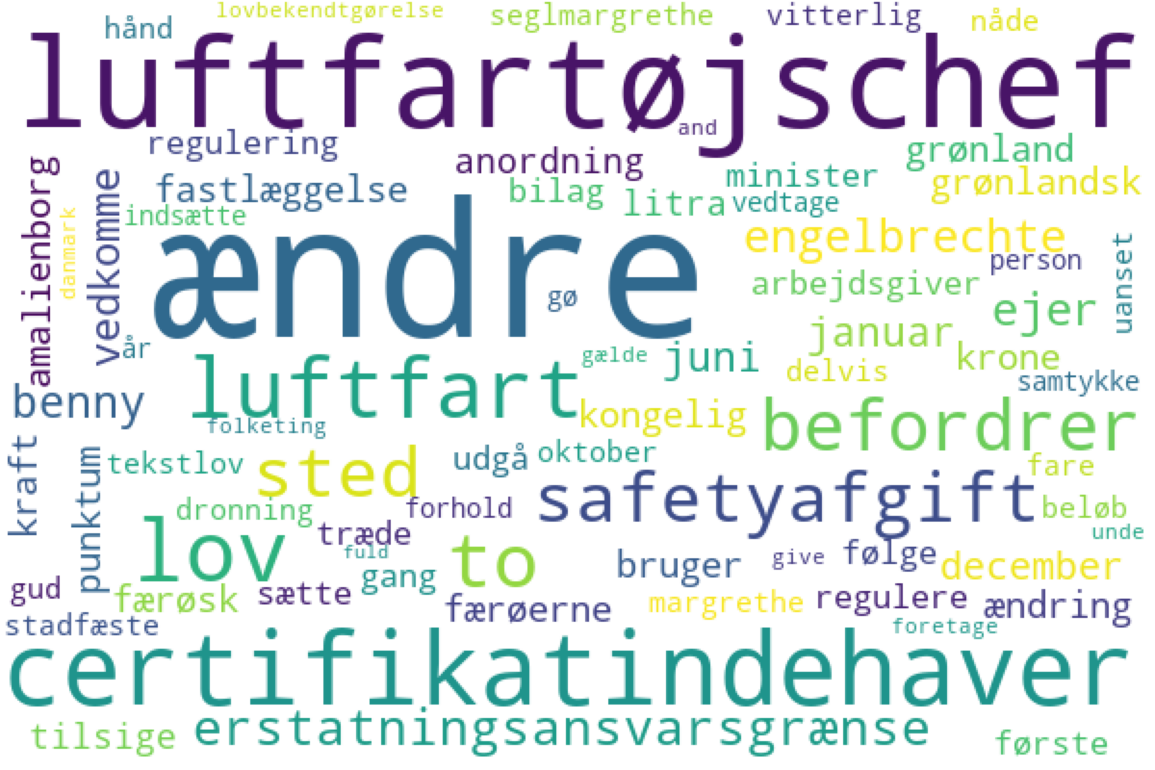 lovbekendtgørelse
seglmargrethe
vitterlig
nåde
hånd
luftfartøjschef
and
regulering
anordning
grønland
amalienborg
vedkomme
fastlæggelse
bilag
minister
grønlandsk
litra
vedtage
danmark
indsætte
ændre
engelbrechte
person
uanset
arbejdsgiver
gø
ejer
januar
år
gælde
juni
krone
luftfart
delvis
samtykke
benny
folketing
kongelig
befordrer
kraft
punktum
tekstlov
sted
udgå
oktober
fare
safetyafgift
dronning
forhold
beløb
lov
træde
fuld
to
unde
bruger
give
følge
december
gud
færøsk
sætte
gang
færøerne
margrethe
regulere
ændring
stadfæste
foretage
certifikatindehaver
tilsige
erstatningsansvarsgrænse
første